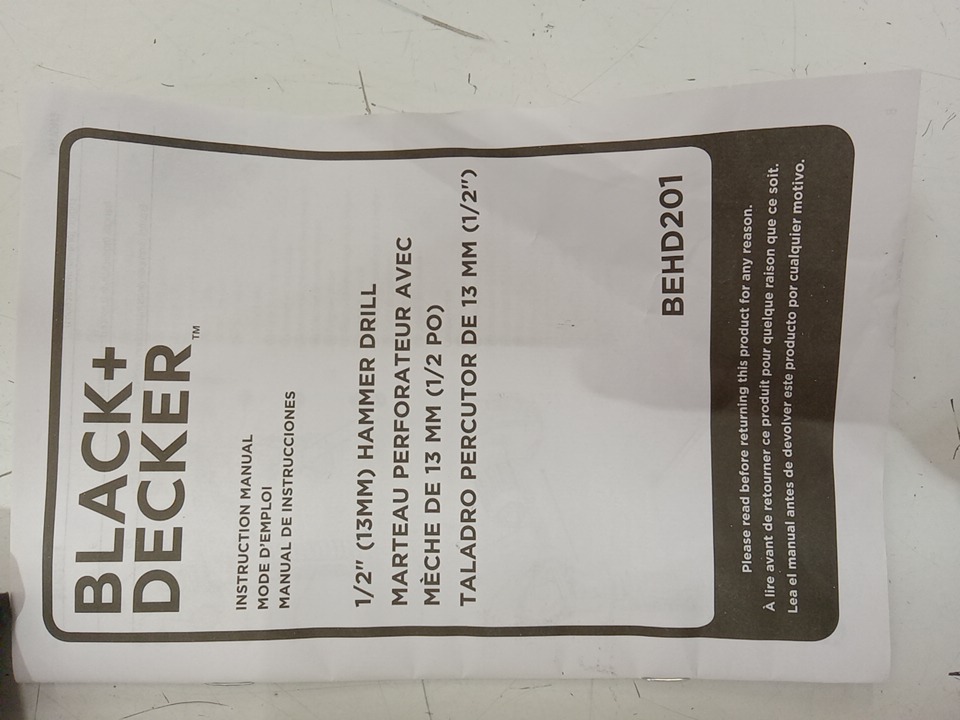 BLACK+
DECKER™
INSTRUCTION MANUAL
MODE D'EMPLOI
MANUAL DE INSTRUCCIONES
1/2" (13MM) HAMMER DRILL
MARTEAU PERFORATEUR AVEC
MÈCHE DE 13 MM (1/2 PO)
TALADRO PERCUTOR DE 13 MM (1/2")
BEHD201
Please read before returning this product for any reason.
À lire avant de retourner ce produit pour quelque raison que ce soit.
Lea el manual antes de devolver este producto por cualquier motivo.